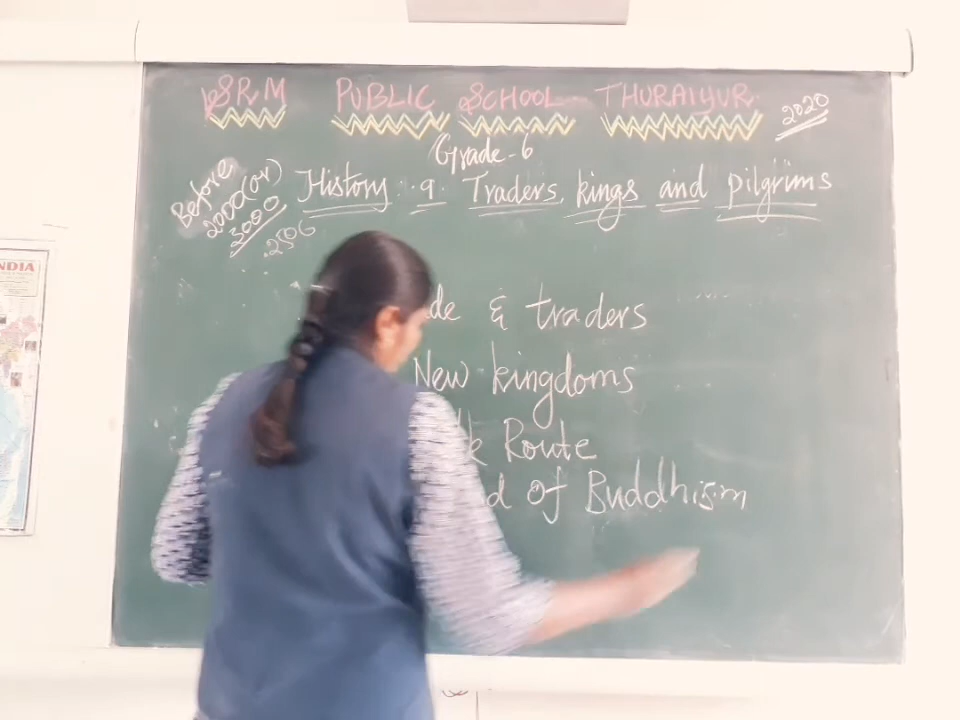 SRM PUBLIC SCHOOL THURAIYUR
2020
Grade-6
Before
2000 (or)
3000
2506
History 9. Traders, kings and pilgrims
de & traders
New kingdoms
k Route
d Of Buddhism
INDIA